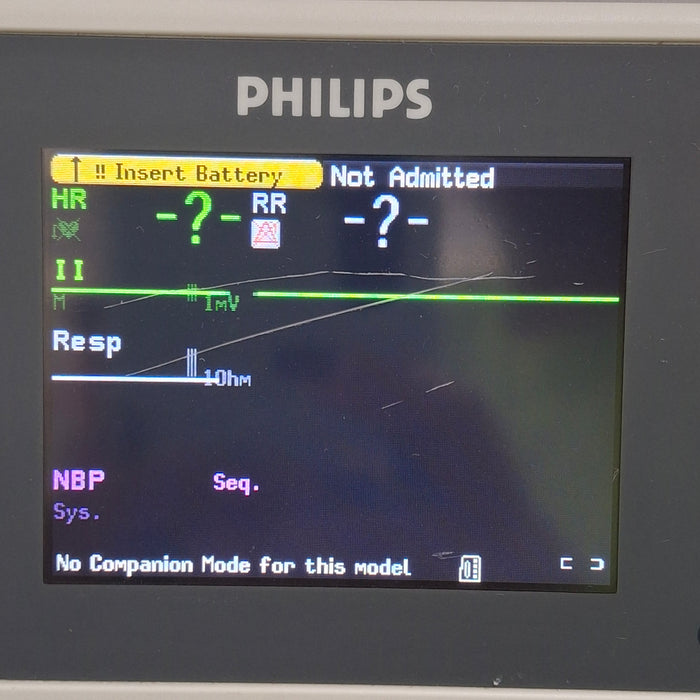 PHILIPS
!! Insert Battery Not Admitted
HR -?- RR -?-
II
M 1mV
Resp
1Ohm
NBP Seq.
Sys.
No Companion Mode for this model